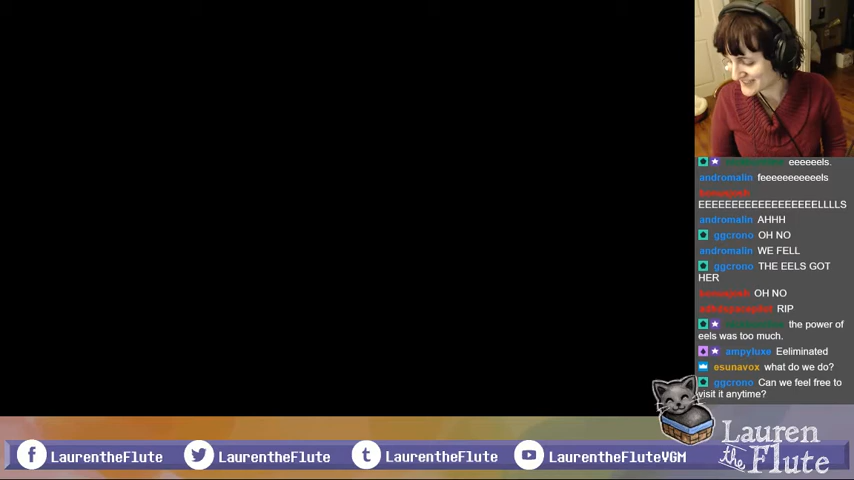 eeeeeels.
andromalin feeeeeeeeeeels
EEEEEEEEEEEEEEEEEELLLLS
andromalin AHHH
ggcrono OH NO
andromalin WE FELL
ggcrono THE EELS GOT
HER
OH NO
RIP
the power of
eels was too much.
ampyluxe Eeliminated
esunavox what do we do?
ggcrono Can we feel free to
visit it anytime?
Lauren
the Flute
LaurentheFlute
LaurentheFlute
LaurentheFlute
LaurentheFluteVGM